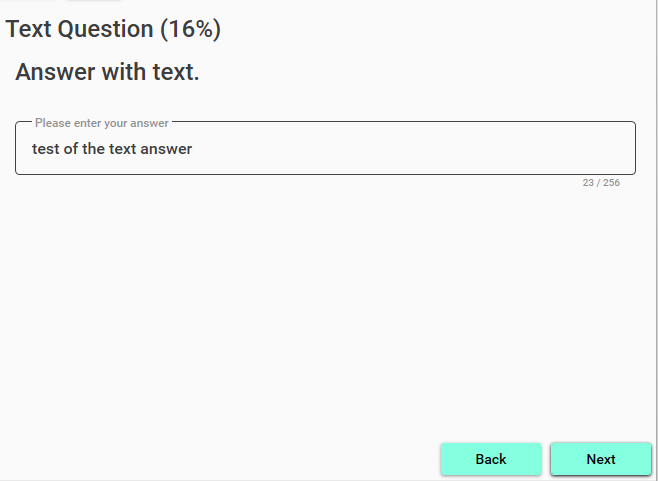 Text Question (16%)
Answer with text.
Please enter your answer
test of the text answer
23 / 256
Back Next